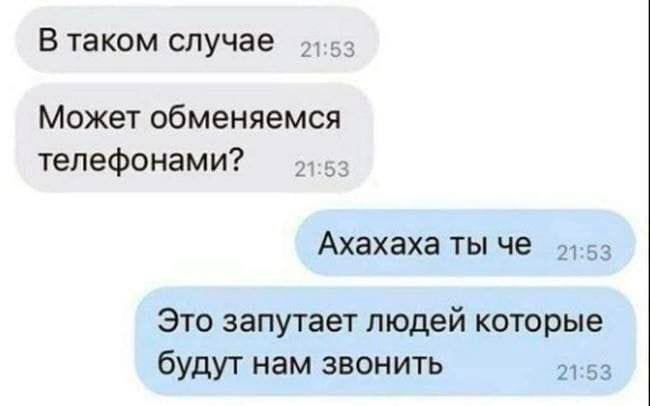 В таком случае 21:53
Может обменяемся
телефонами? 21:53
Ахахаха ты че 21:53
Это запутает людей которые
будут нам звонить 21:53